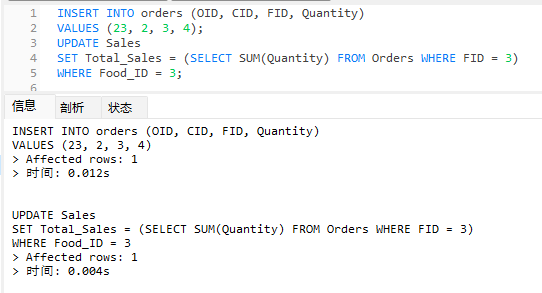 1 INSERT INTO orders (OID, CID, FID, Quantity)
2 VALUES (23, 2, 3, 4);
3 UPDATE Sales
4 SET Total_Sales = (SELECT SUM(Quantity) FROM Orders WHERE FID = 3)
5 WHERE Food_ID = 3;
6
信息 剖析 状态
INSERT INTO orders (OID, CID, FID, Quantity)
VALUES (23, 2, 3, 4)
> Affected rows: 1
> 时间: 0.012s
UPDATE Sales
SET Total_Sales = (SELECT SUM(Quantity) FROM Orders WHERE FID = 3)
WHERE Food_ID = 3
> Affected rows: 1
> 时间: 0.004s